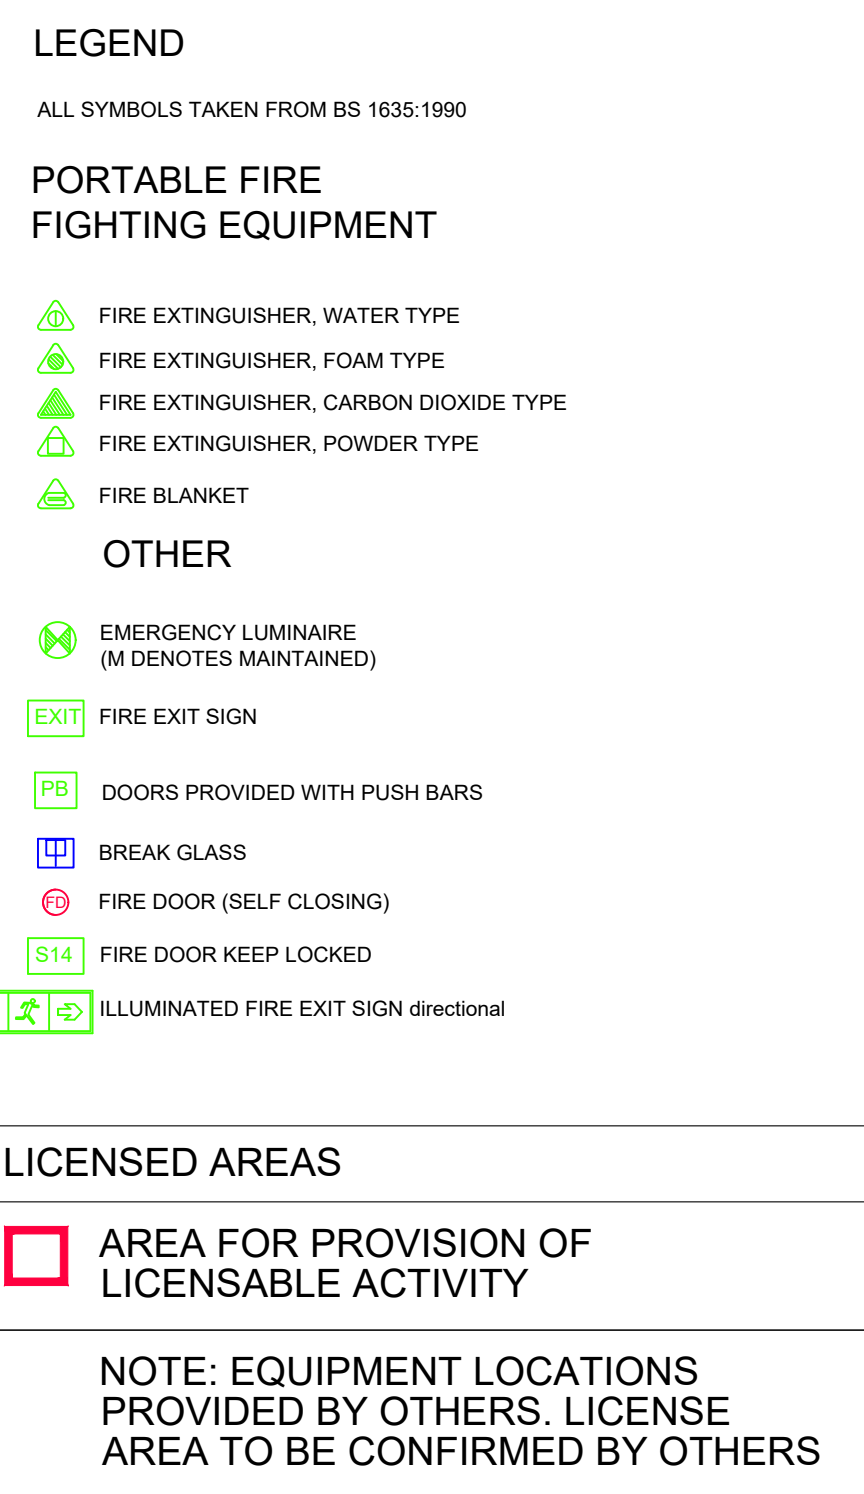 LEGEND
ALL SYMBOLS TAKEN FROM BS 1635:1990
PORTABLE FIRE
FIGHTING EQUIPMENT
FIRE EXTINGUISHER, WATER TYPE
FIRE EXTINGUISHER, FOAM TYPE
FIRE EXTINGUISHER, CARBON DIOXIDE TYPE
FIRE EXTINGUISHER, POWDER TYPE
FIRE BLANKET
OTHER
EMERGENCY LUMINAIRE
(M DENOTES MAINTAINED)
EXIT FIRE EXIT SIGN
PB DOORS PROVIDED WITH PUSH BARS
BREAK GLASS
FD FIRE DOOR (SELF CLOSING)
S14 FIRE DOOR KEEP LOCKED
ILLUMINATED FIRE EXIT SIGN directional
LICENSED AREAS
AREA FOR PROVISION OF
LICENSABLE ACTIVITY
NOTE: EQUIPMENT LOCATIONS
PROVIDED BY OTHERS. LICENSE
AREA TO BE CONFIRMED BY OTHERS